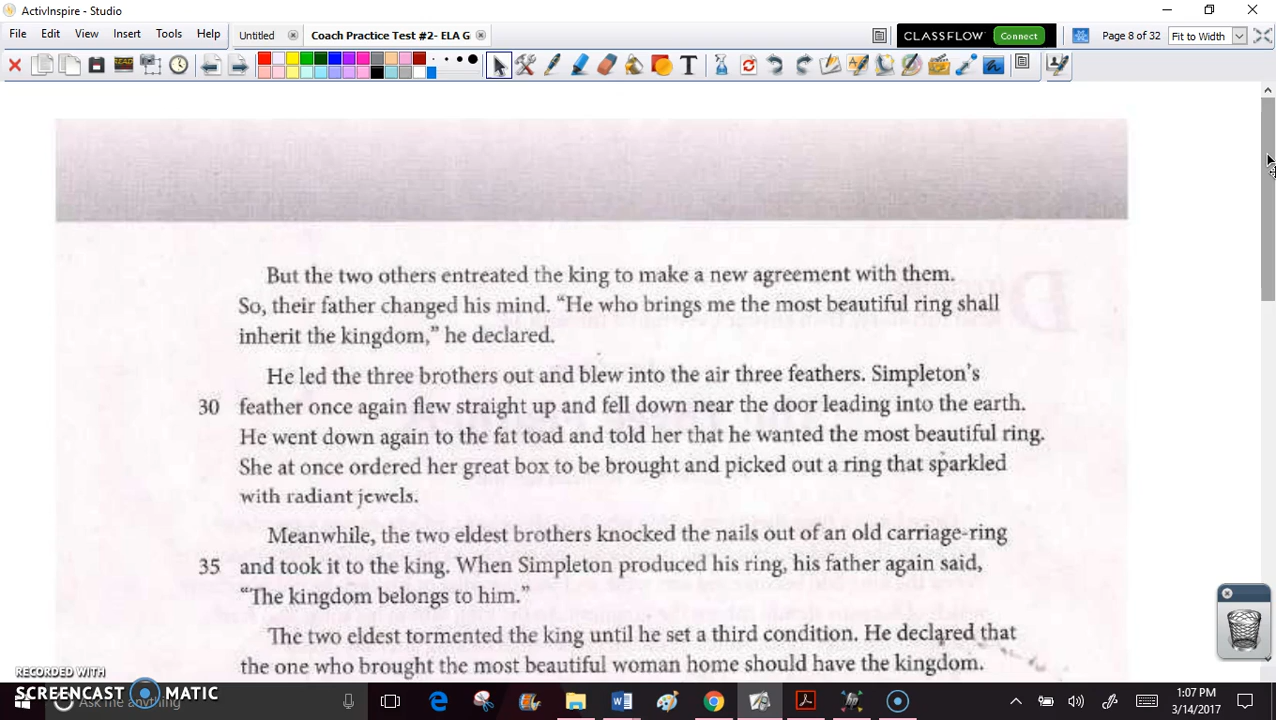 ActivInspire - Studio
File Edit View Insert Tools Help
Untitled
Coach Practice Test #2- ELA G
CLASSFLOW Connect
Page 8 of 32
Fit to Width
But the two others entreated the king to make a new agreement with them.
So, their father changed his mind. “He who brings me the most beautiful ring shall
inherit the kingdom,” he declared.
He led the three brothers out and blew into the air three feathers. Simpleton’s
30 feather once again flew straight up and fell down near the door leading into the earth.
He went down again to the fat toad and told her that he wanted the most beautiful ring.
She at once ordered her great box to be brought and picked out a ring that sparkled
with radiant jewels.
Meanwhile, the two eldest brothers knocked the nails out of an old carriage-ring
35 and took it to the king. When Simpleton produced his ring, his father again said,
“The kingdom belongs to him.”
The two eldest tormented the king until he set a third condition. He declared that
the one who brought the most beautiful woman home should have the kingdom.
RECORDED WITH
SCREENCAST MATIC
Ask me anything
1:07 PM
3/14/2017